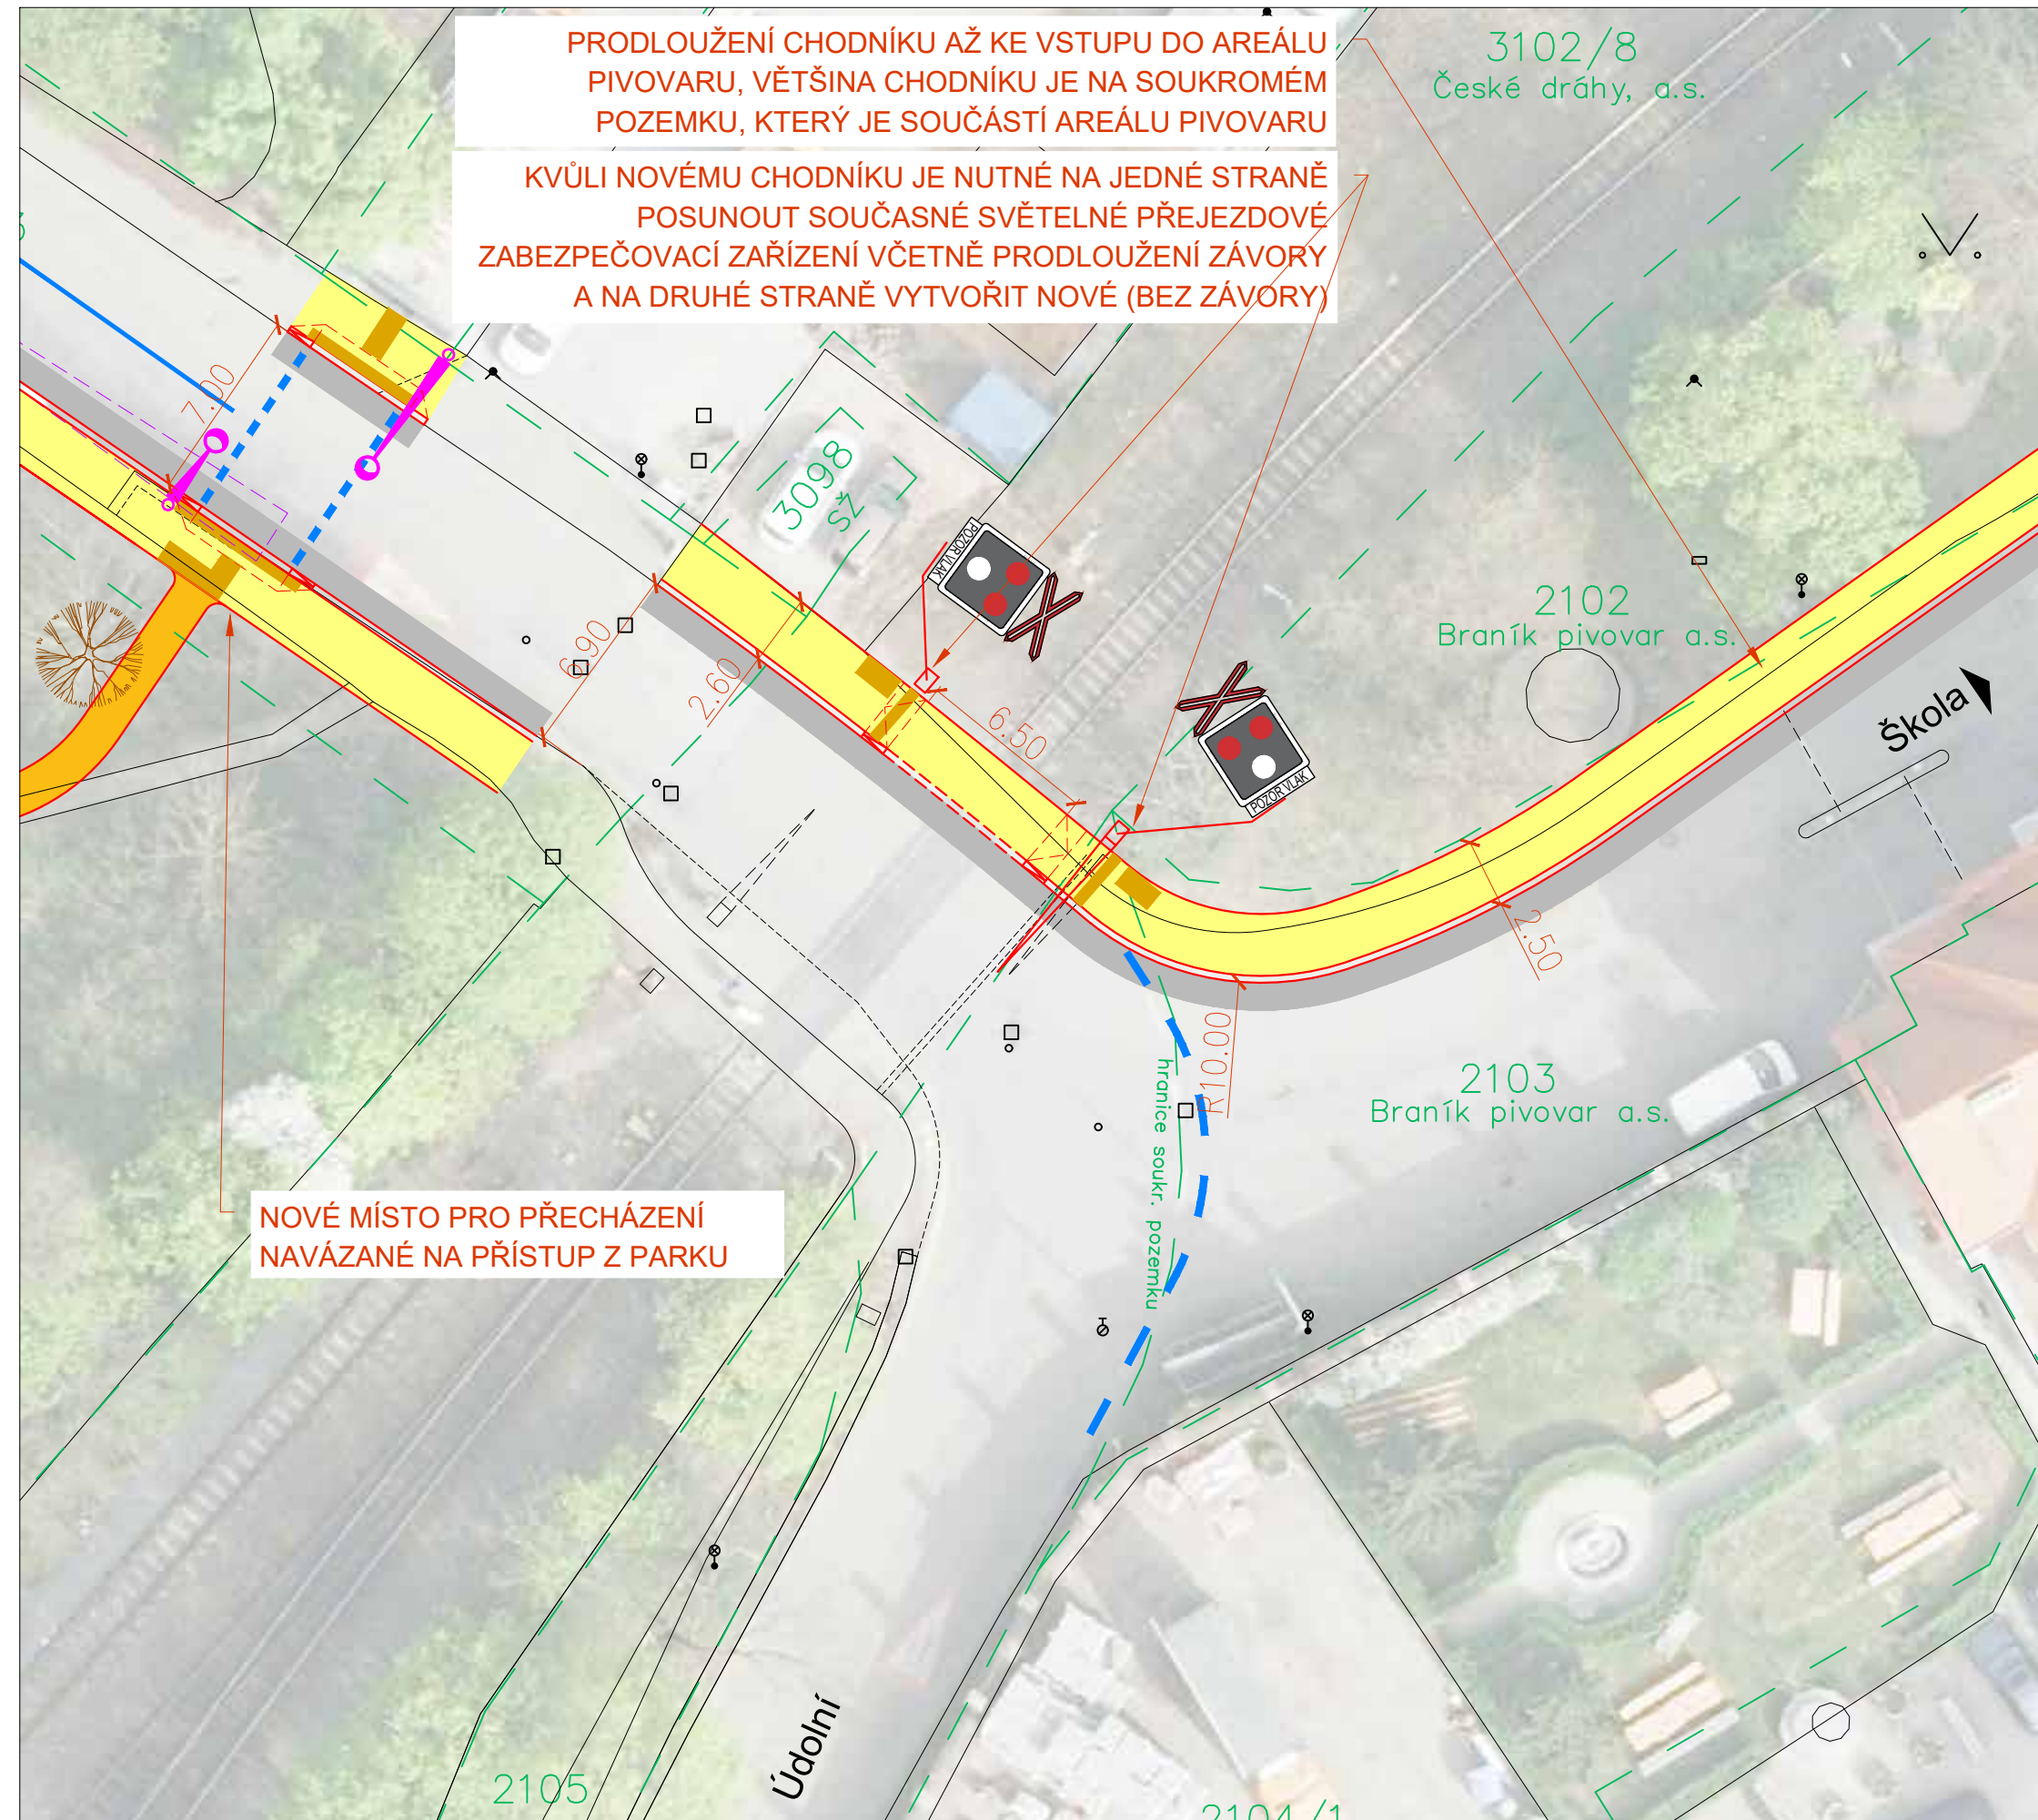 PRODLOUŽENÍ CHODNÍKU AŽ KE VSTUPU DO AREÁLU
PIVOVARU, VĚTŠINA CHODNÍKU JE NA SOUKROMÉM
POZEMKU, KTERÝ JE SOUČÁSTÍ AREÁLU PIVOVARU
KVŮLI NOVÉMU CHODNÍKU JE NUTNÉ NA JEDNÉ STRANĚ
POSUNOUT SOUČASNÉ SVĚTELNÉ PŘEJEZDOVÉ
ZABEZPEČOVACÍ ZAŘÍZENÍ VČETNĚ PRODLOUŽENÍ ZÁVORY
A NA DRUHÉ STRANĚ VYTVOŘIT NOVÉ (BEZ ZÁVORY)
3102/8
České dráhy, a.s.
7.00
3098
SŽ
POZOR VLAK
6.90
2.60
6.50
POZOR VLAK
2102
Braník pivovar a.s.
Škola
2.50
R10.00
hranice soukr. pozemku
2103
Braník pivovar a.s.
NOVÉ MÍSTO PRO PŘECHÁZENÍ
NAVÁZANÉ NA PŘÍSTUP Z PARKU
Údolní
2105
2104/1